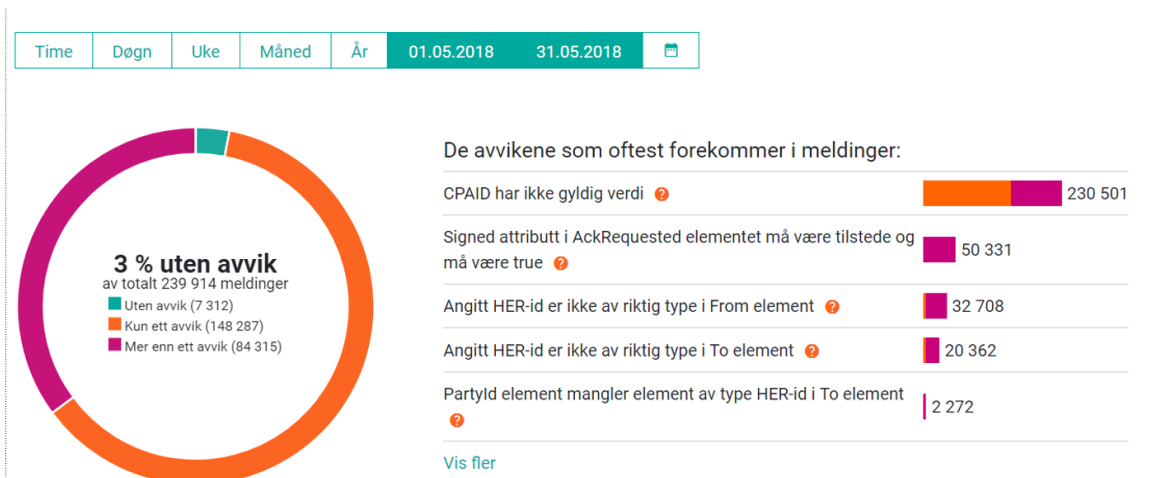 Time Døgn Uke Måned År 01.05.2018 31.05.2018
3 % uten avvik
av totalt 239 914 meldinger
Uten avvik (7 312)
Kun ett avvik (148 287)
Mer enn ett avvik (84 315)
De avvikene som oftest forekommer i meldinger:
CPAID har ikke gyldig verdi ? 230 501
Signed attributt i AckRequested elementet må være tilstede og
må være true ? 50 331
Angitt HER-id er ikke av riktig type i From element ? 32 708
Angitt HER-id er ikke av riktig type i To element ? 20 362
PartyId element mangler element av type HER-id i To element
? 2 272
Vis fler